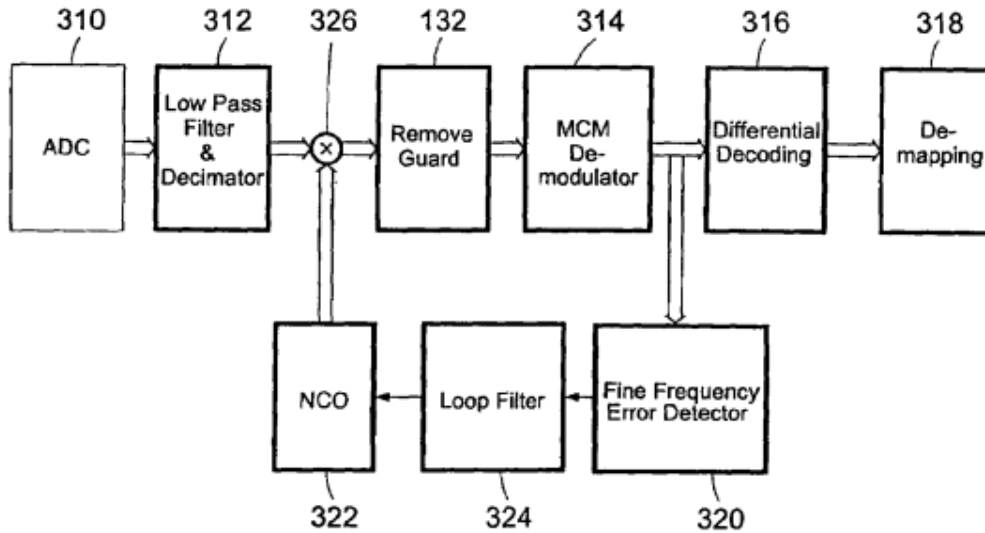 310
312
326
132
314
316
318
ADC
Low Pass
Filter
&
Decimator
×
Remove
Guard
MCM
De-
modulator
Differential
Decoding
De-
mapping
NCO
Loop Filter
Fine Frequency
Error Detector
322
324
320